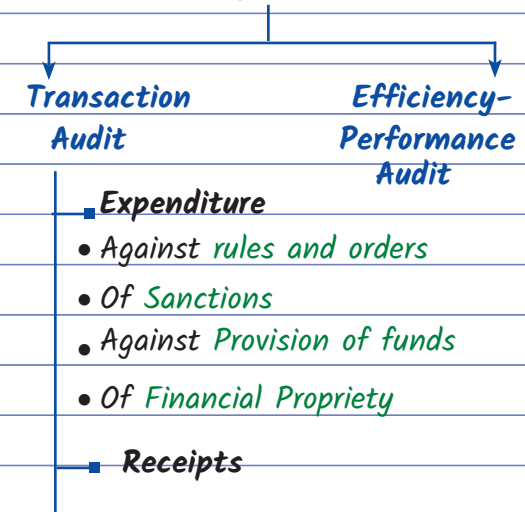 Transaction
Audit
Efficiency-
Performance
Audit
Expenditure
• Against rules and orders
• Of Sanctions
• Against Provision of funds
• Of Financial Propriety
Receipts